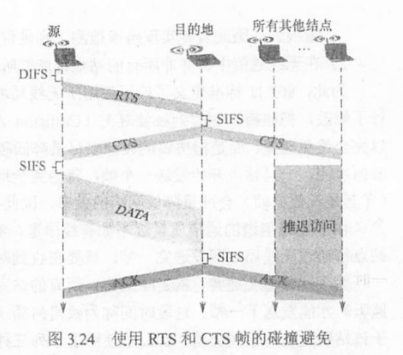 源
目的地
所有其他结点
DIFS
RTS
SIFS
CTS
CTS
SIFS
DATA
推迟访问
SIFS
ACK
ACK
图 3.24 使用 RTS 和 CTS 帧的碰撞避免